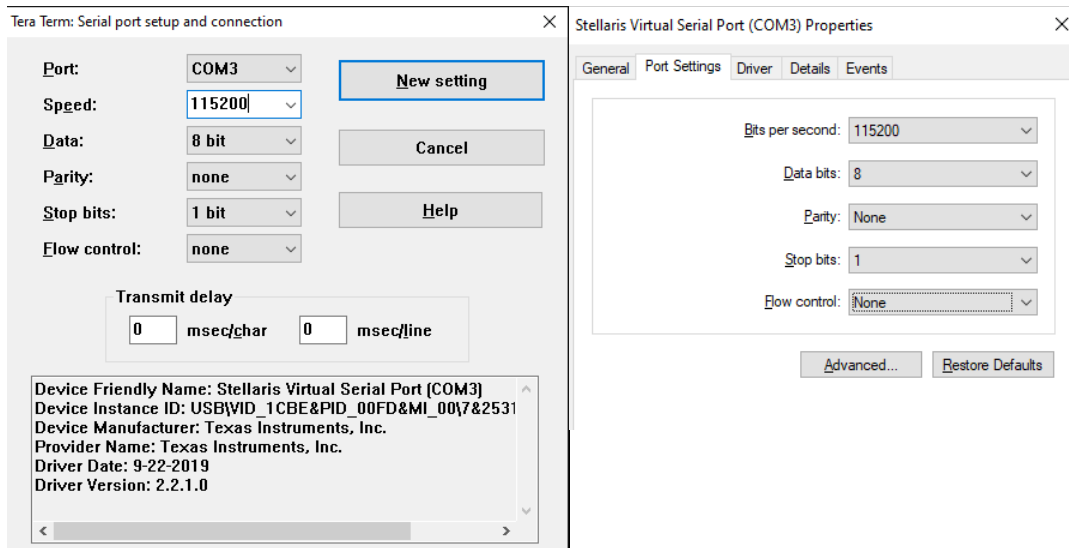 Tera Term: Serial port setup and connection
Port: COM3
New setting
Speed: 115200
Data: 8 bit
Cancel
Parity: none
Stop bits: 1 bit
Help
Flow control: none
Transmit delay
0 msec/char 0 msec/line
Device Friendly Name: Stellaris Virtual Serial Port (COM3)
Device Instance ID: USB\VID_1CBE&PID_00FD&MI_00\7&2531
Device Manufacturer: Texas Instruments, Inc.
Provider Name: Texas Instruments, Inc.
Driver Date: 9-22-2019
Driver Version: 2.2.1.0
Stellaris Virtual Serial Port (COM3) Properties
General Port Settings Driver Details Events
Bits per second: 115200
Data bits: 8
Parity: None
Stop bits: 1
Flow control: None
Advanced... Restore Defaults